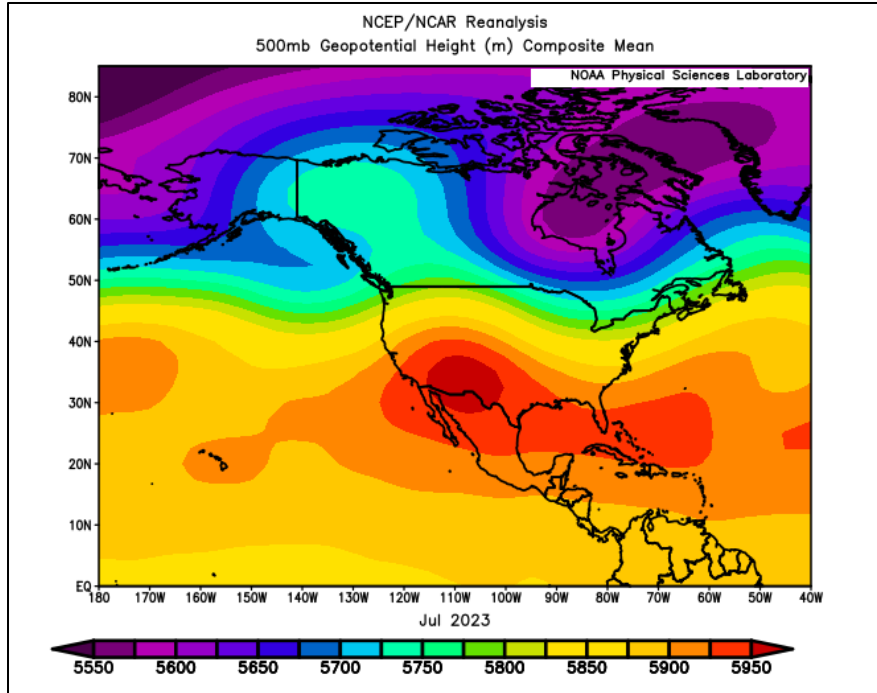 NCEP/NCAR Reanalysis
500mb Geopotential Height (m) Composite Mean
NOAA Physical Sciences Laboratory
80N
70N
60N
50N
40N
30N
20N
10N
EQ
180 170W 160W 150W 140W 130W 120W 110W 100W 90W 80W 70W 60W 50W 40W
Jul 2023
5550 5600 5650 5700 5750 5800 5850 5900 5950